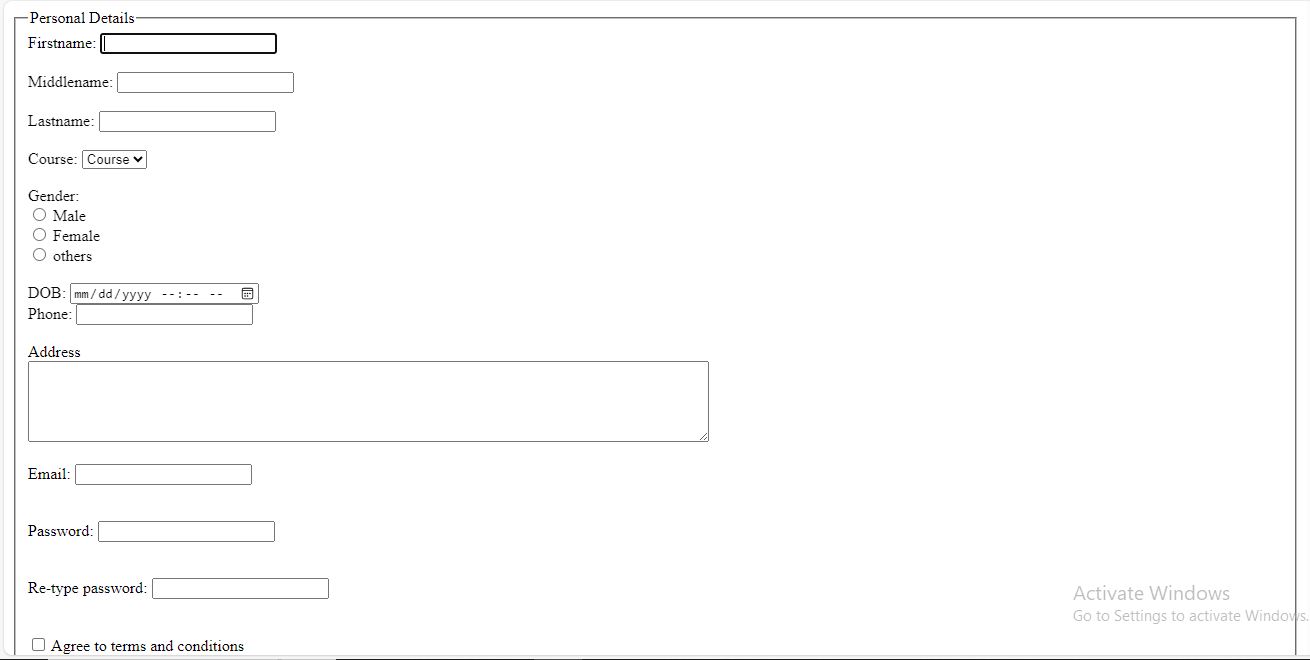 Personal Details
Firstname:
Middlename:
Lastname:
Course: Course
Gender:
Male
Female
others
DOB: mm/dd/yyyy --:-- --
Phone:
Address
Email:
Password:
Re-type password:
Activate Windows
Go to Settings to activate Windows.
Agree to terms and conditions